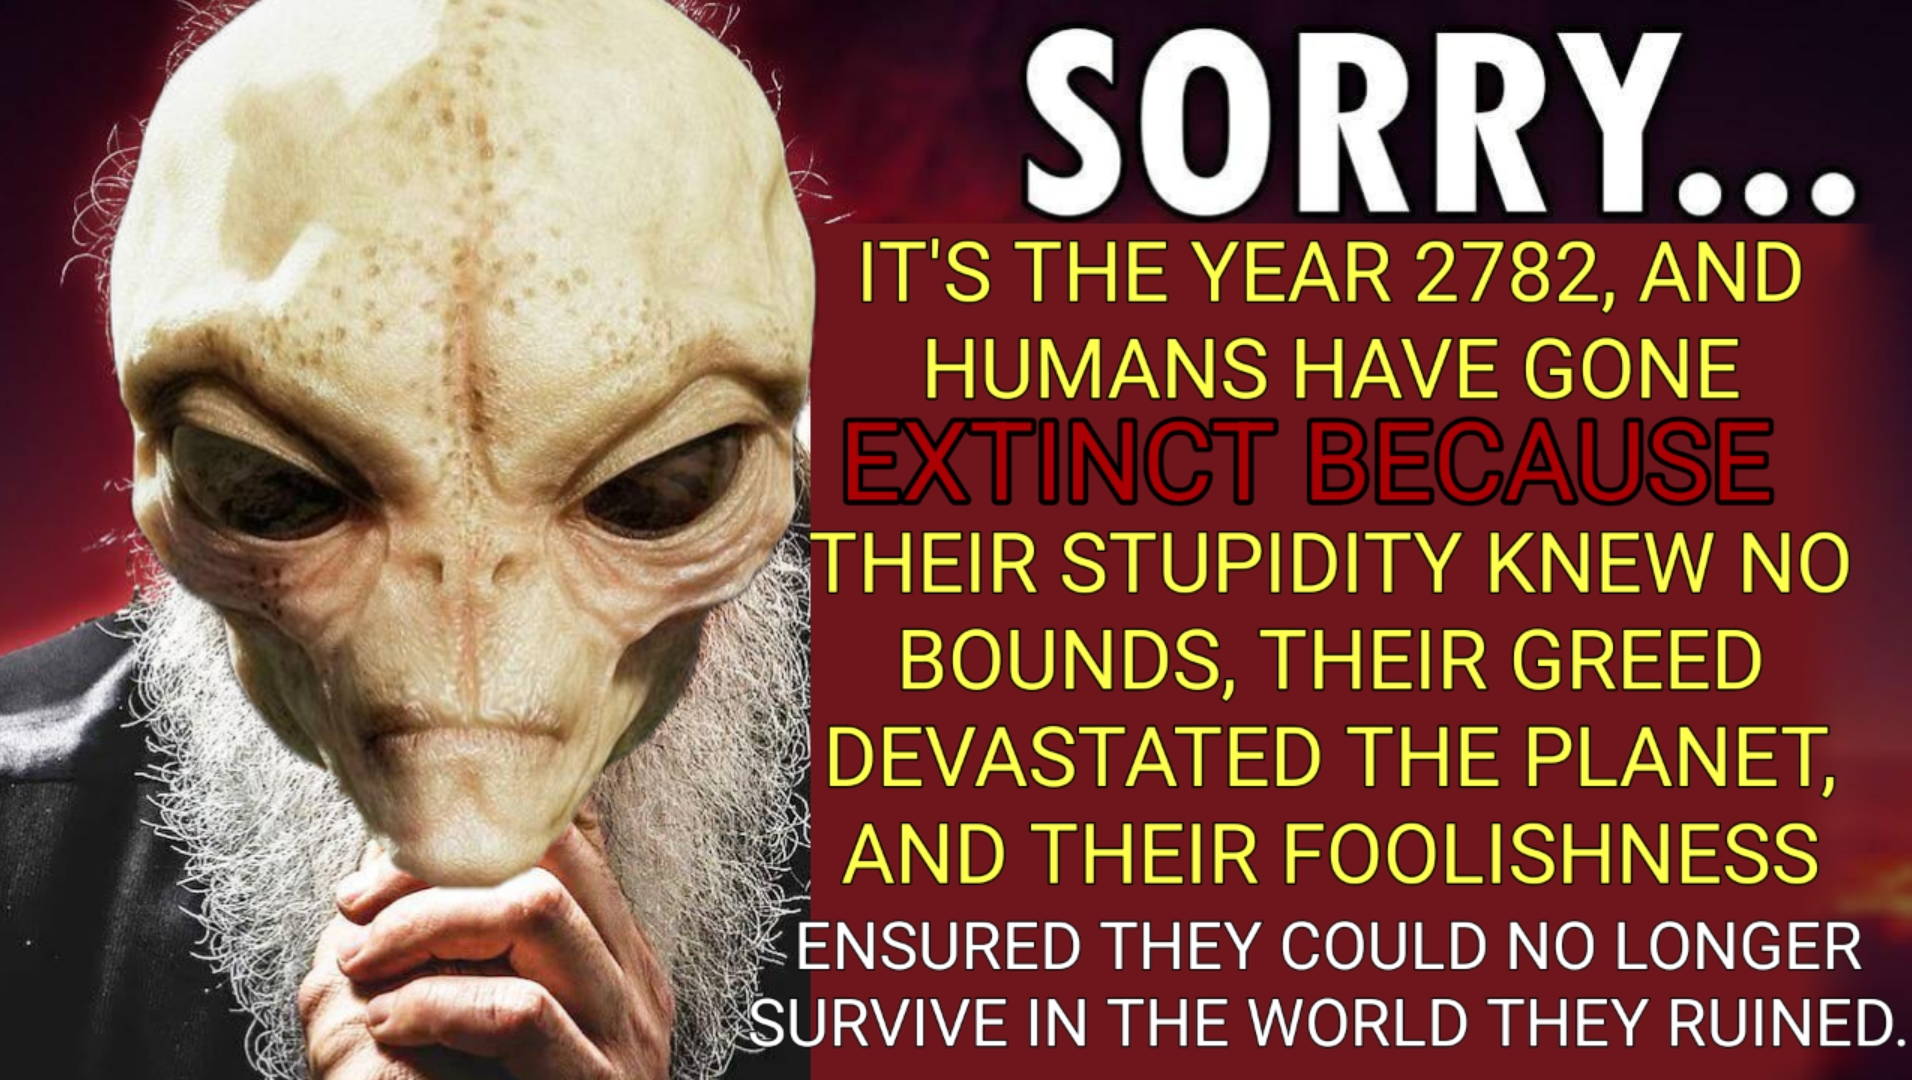 SORRY...
IT'S THE YEAR 2782, AND
HUMANS HAVE GONE
EXTINCT BECAUSE
THEIR STUPIDITY KNEW NO
BOUNDS, THEIR GREED
DEVASTATED THE PLANET,
AND THEIR FOOLISHNESS
ENSURED THEY COULD NO LONGER
SURVIVE IN THE WORLD THEY RUINED.